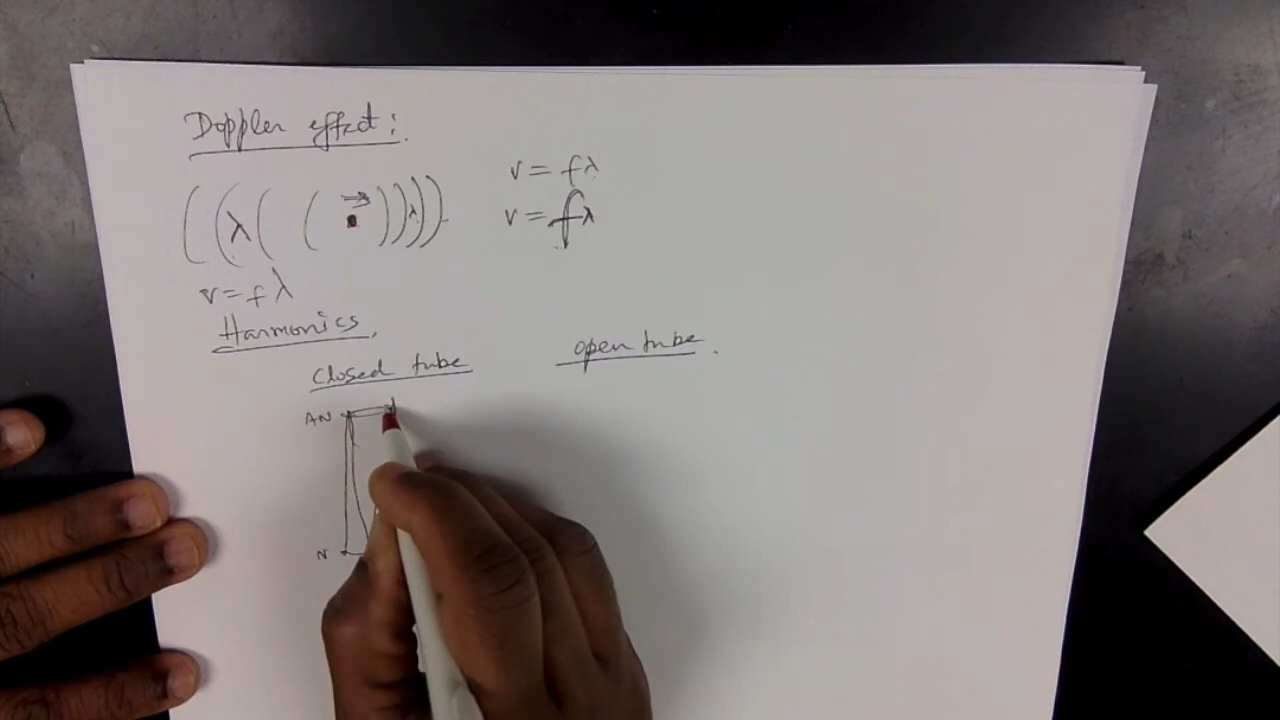 Doppler effect:
v = fλ
λ λ
v = fλ
v = fλ
Harmonics,
open tube.
closed tube
AN
N